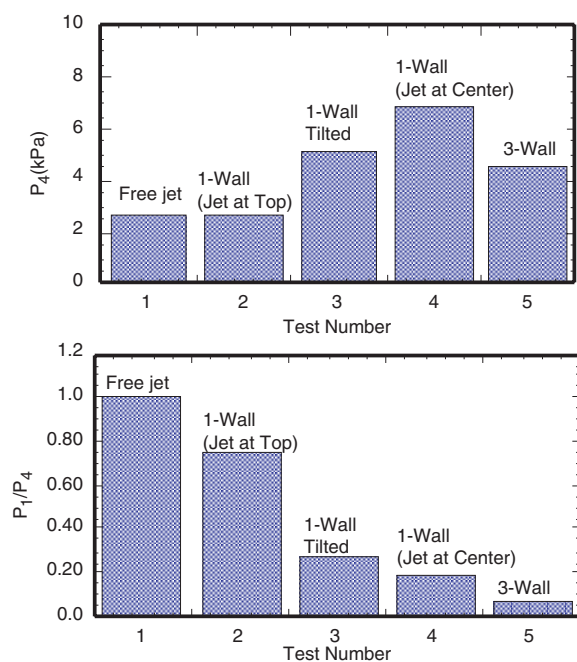 10
8
6
4
2
0
P4(kPa)
Free jet
1-Wall
(Jet at Top)
1-Wall
Tilted
1-Wall
(Jet at Center)
3-Wall
1 2 3 4 5
Test Number
1.2
1.0
0.80
0.60
0.40
0.20
0.0
P1/P4
Free jet
1-Wall
(Jet at Top)
1-Wall
Tilted
1-Wall
(Jet at Center)
3-Wall
1 2 3 4 5
Test Number